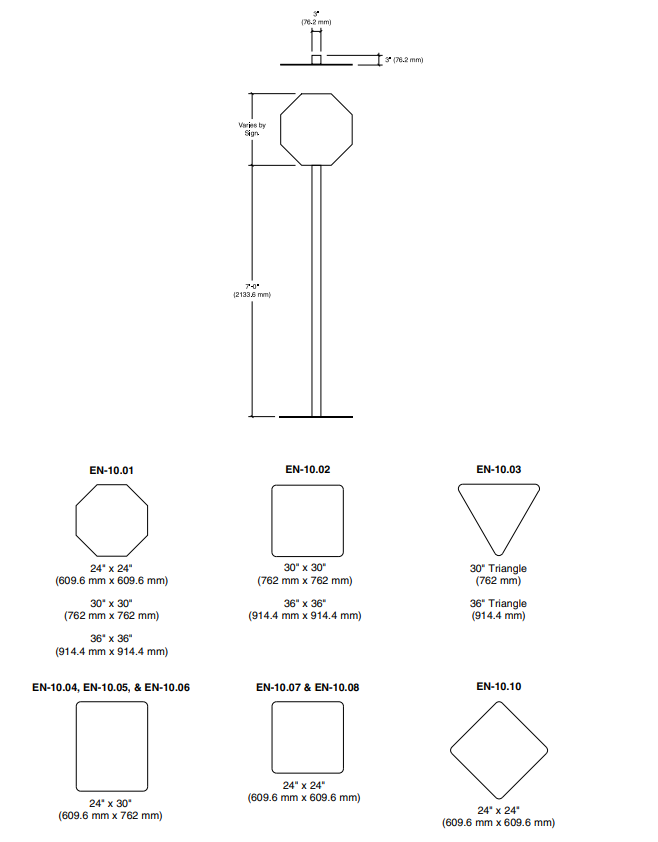 3"
(76.2 mm)
3" (76.2 mm)
Varies by
Sign.
7'-0"
(2133.6 mm)
EN-10.01
EN-10.02
EN-10.03
24" x 24"
(609.6 mm x 609.6 mm)
30" x 30"
(762 mm x 762 mm)
36" x 36"
(914.4 mm x 914.4 mm)
30" x 30"
(762 mm x 762 mm)
36" x 36"
(914.4 mm x 914.4 mm)
30" Triangle
(762 mm)
36" Triangle
(914.4 mm)
EN-10.04, EN-10.05, & EN-10.06
EN-10.07 & EN-10.08
EN-10.10
24" x 30"
(609.6 mm x 762 mm)
24" x 24"
(609.6 mm x 609.6 mm)
24" x 24"
(609.6 mm x 609.6 mm)